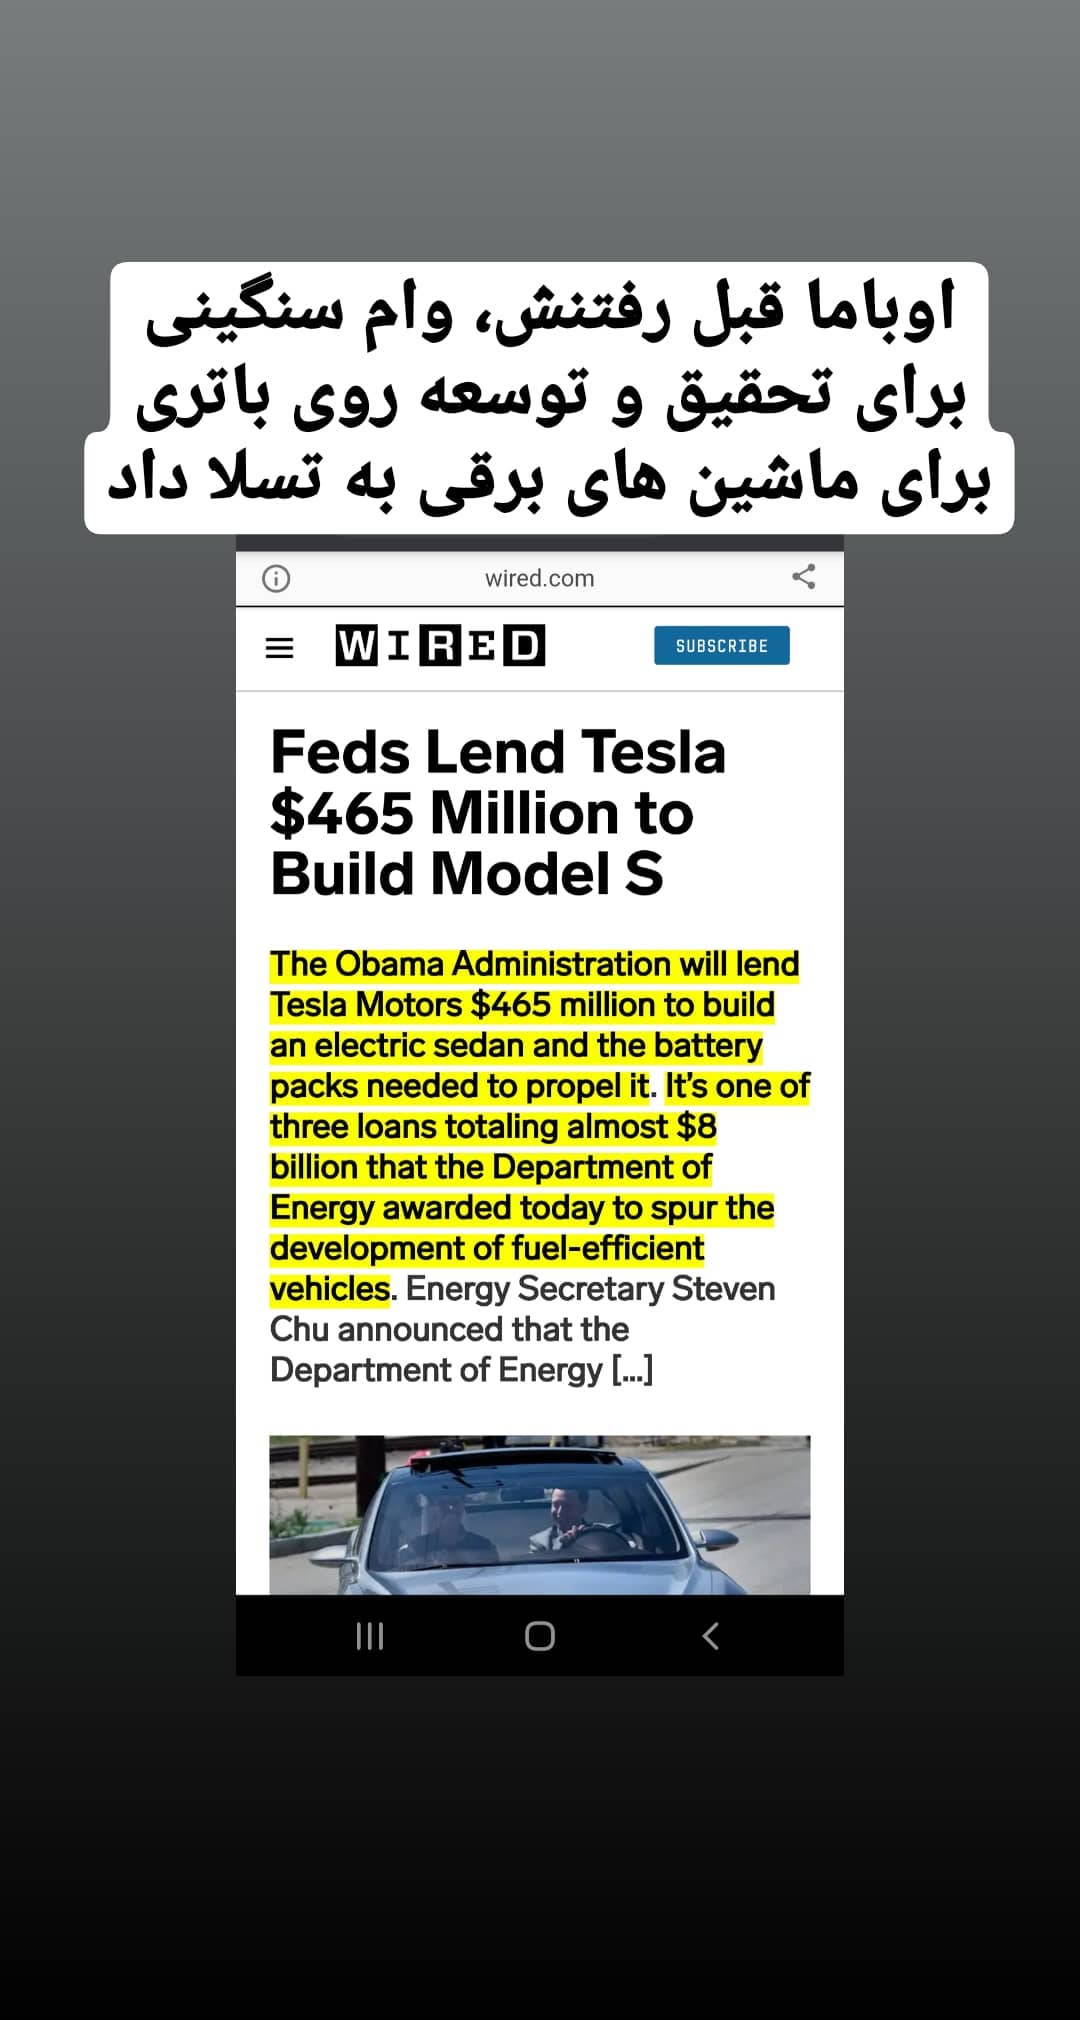 اوباما قبل رفتنش، وام سنگینی
برای تحقیق و توسعه روی باتری
برای ماشین های برقی به تسلا داد
wired.com
WIRED
SUBSCRIBE
Feds Lend Tesla
$465 Million to
Build Model S
The Obama Administration will lend
Tesla Motors $465 million to build
an electric sedan and the battery
packs needed to propel it. It's one of
three loans totaling almost $8
billion that the Department of
Energy awarded today to spur the
development of fuel-efficient
vehicles. Energy Secretary Steven
Chu announced that the
Department of Energy [...]